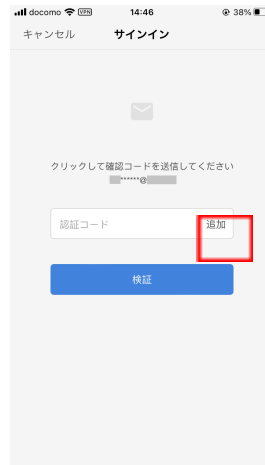 docomo VPN 14:46 38%
キャンセル サインイン
クリックして確認コードを送信してください
******@
認証コード 追加
検証